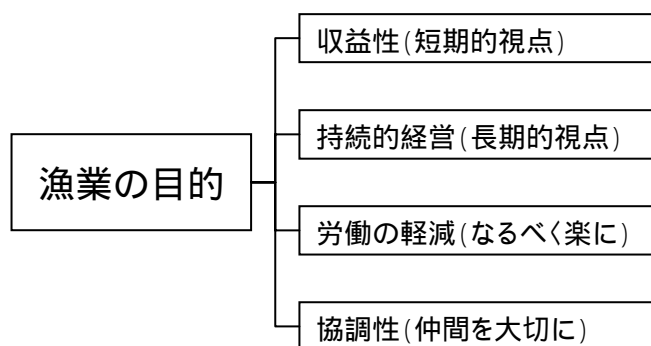 収益性(短期的視点)
持続的経営(長期的視点)
漁業の目的
労働の軽減(なるべく楽に)
協調性(仲間を大切に)